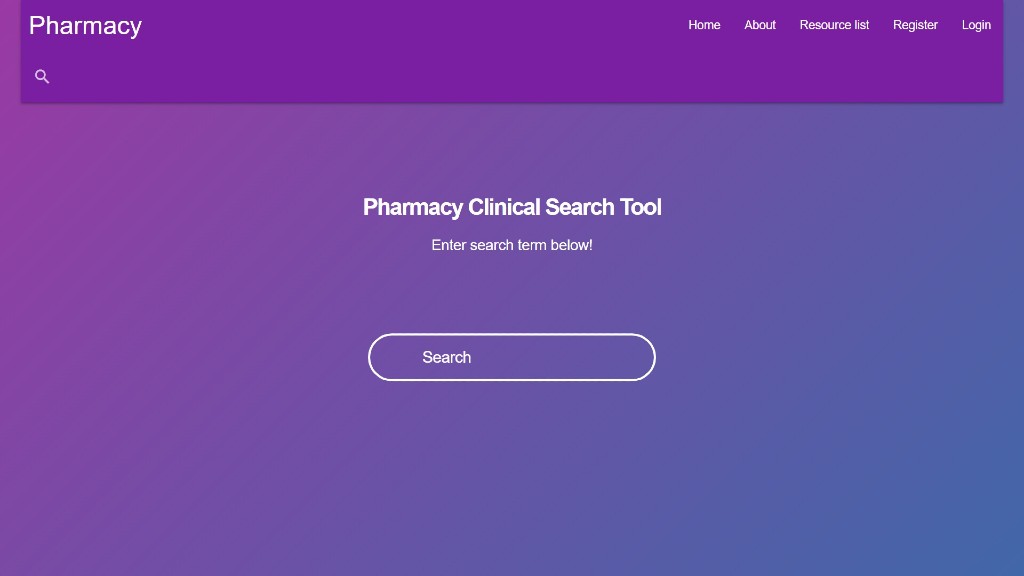 Pharmacy
Home About Resource list Register Login
Pharmacy Clinical Search Tool
Enter search term below!
Search